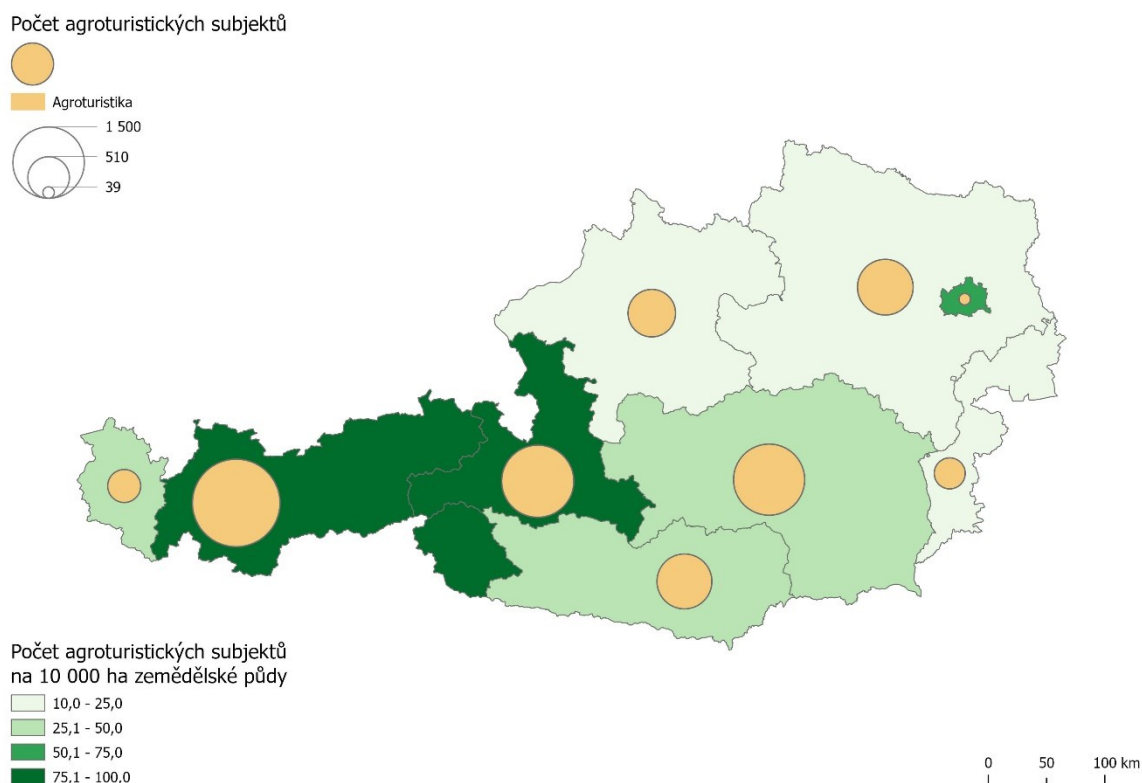 Počet agroturistických subjektů
Agroturistika
1 500
510
39
Počet agroturistických subjektů
na 10 000 ha zemědělské půdy
10,0 - 25,0
25,1 - 50,0
50,1 - 75,0
75,1 - 100,0
0 50 100 km